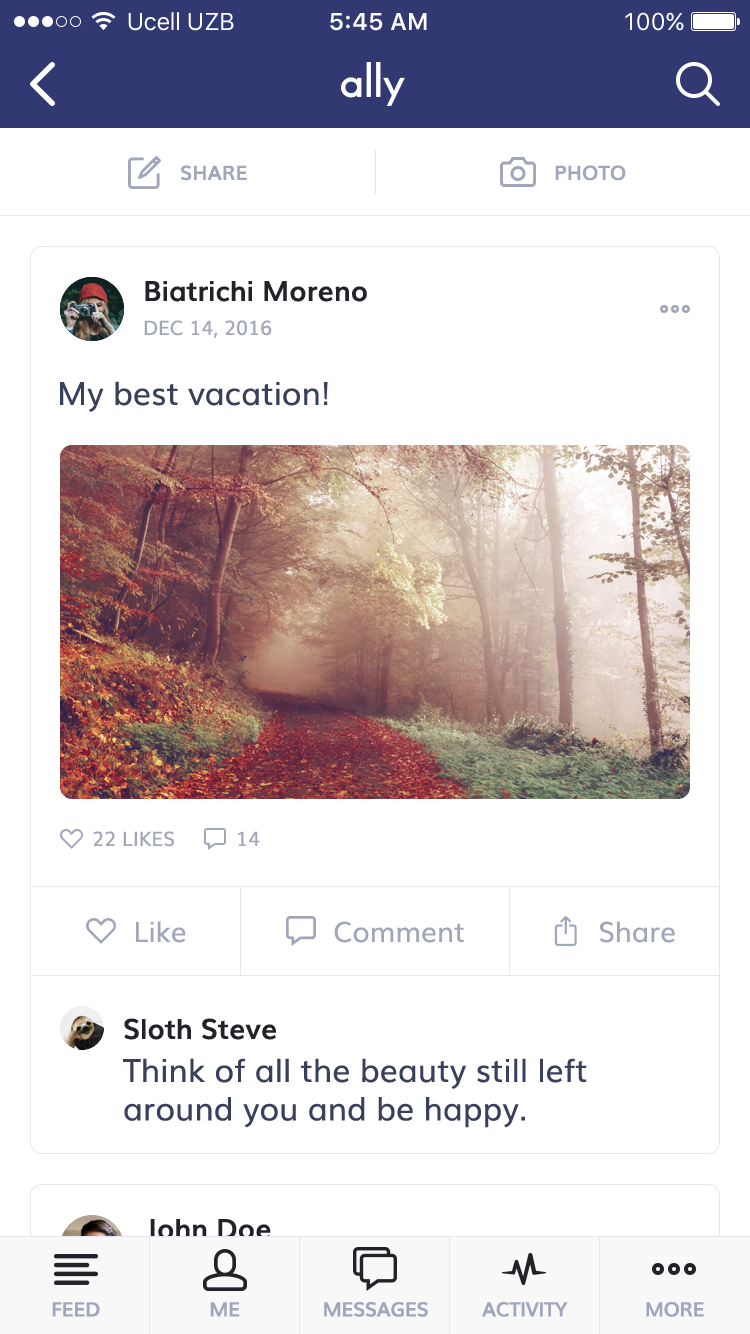 Ucell UZB 5:45 AM 100%
ally
SHARE PHOTO
Biatrichi Moreno
DEC 14, 2016
My best vacation!
22 LIKES 14
Like Comment Share
Sloth Steve
Think of all the beauty still left
around you and be happy.
John Doe
FEED ME MESSAGES ACTIVITY MORE